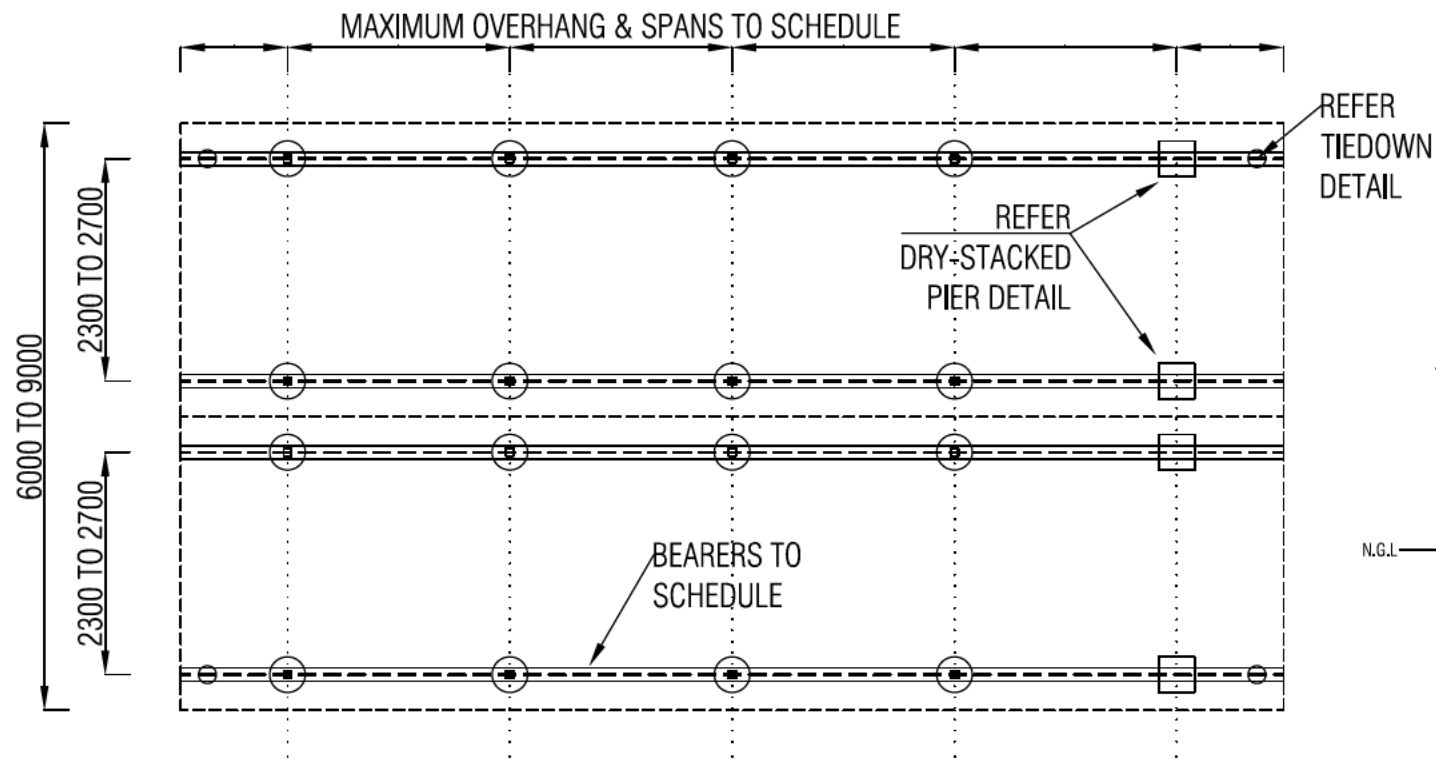 MAXIMUM OVERHANG & SPANS TO SCHEDULE
REFER
TIEDOWN
DETAIL
REFER
DRY-STACKED
PIER DETAIL
2300 TO 2700
6000 TO 9000
2300 TO 2700
BEARERS TO
SCHEDULE
N.G.L